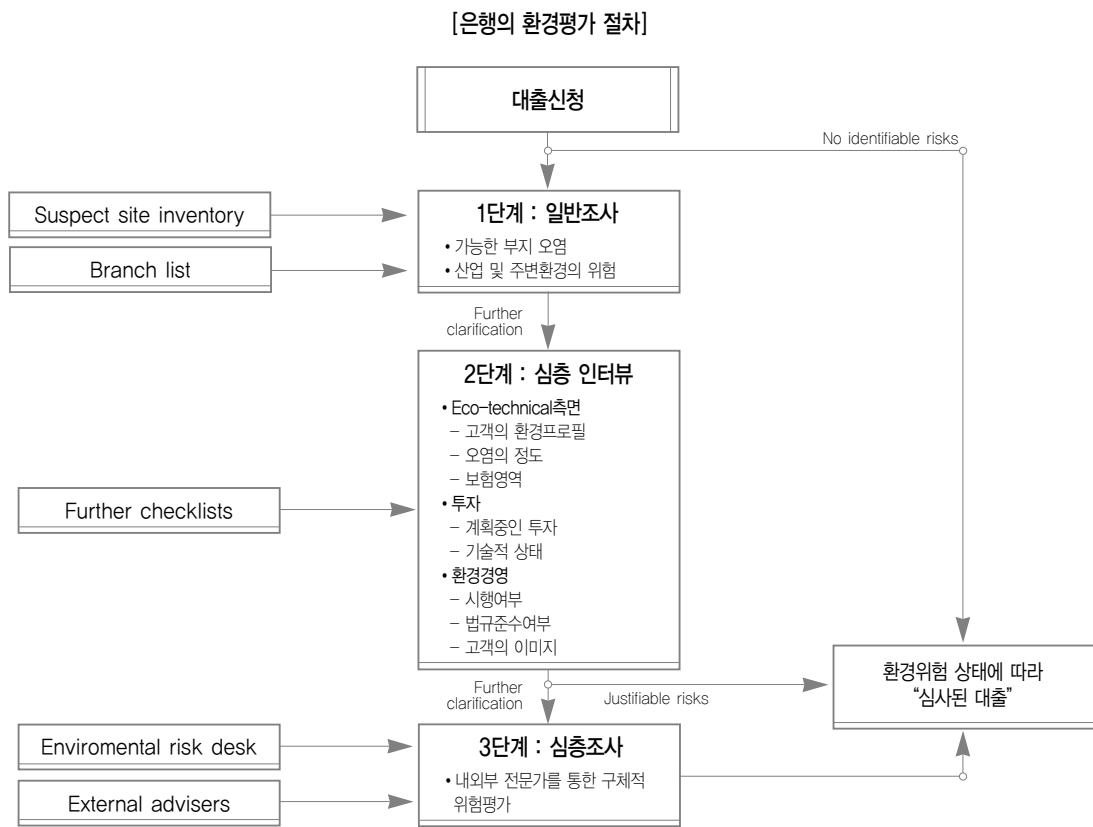 [은행의 환경평가 절차]
대출신청
No identifiable risks
Suspect site inventory
Branch list
1단계 : 일반조사
• 가능한 부지 오염
• 산업 및 주변환경의 위험
Further
clarification
2단계 : 심층 인터뷰
• Eco-technical측면
– 고객의 환경프로필
– 오염의 정도
– 보험영역
• 투자
– 계획중인 투자
– 기술적 상태
• 환경경영
– 시행여부
– 법규준수여부
– 고객의 이미지
Further checklists
Further
clarification
Justifiable risks
환경위험 상태에 따라
“심사된 대출”
Enviromental risk desk
External advisers
3단계 : 심층조사
• 내외부 전문가를 통한 구체적
위험평가